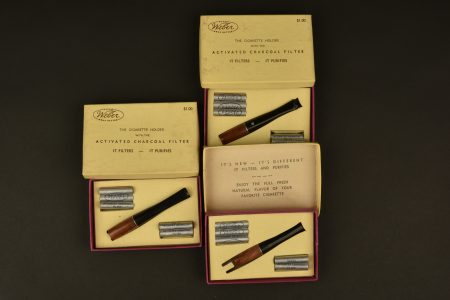 Weber
$1.00
THE CIGARETTE HOLDER
WITH THE
ACTIVATED CHARCOAL FILTER
IT FILTERS — IT PURIFIES
Weber
$1.00
THE CIGARETTE HOLDER
WITH THE
ACTIVATED CHARCOAL FILTER
IT FILTERS — IT PURIFIES
IT'S NEW — IT'S DIFFERENT
IT FILTERS AND PURIFIES
ENJOY THE FULL FRESH
NATURAL FLAVOR OF YOUR
FAVORITE CIGARETTE